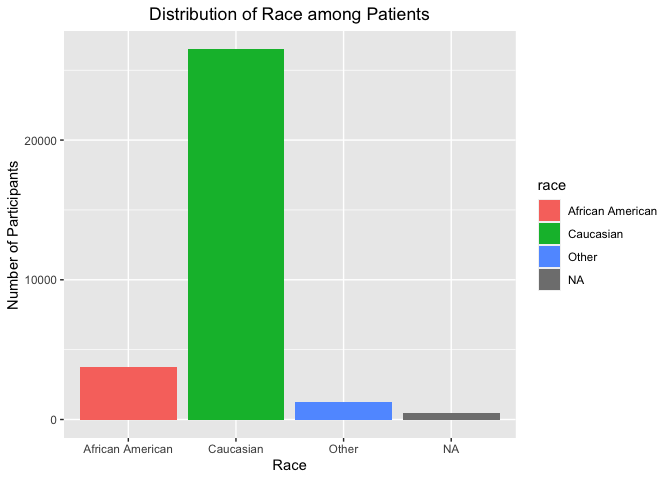 Distribution of Race among Patients
Number of Participants
20000
10000
0
African American
Caucasian
Other
NA
Race
race
African American
Caucasian
Other
NA